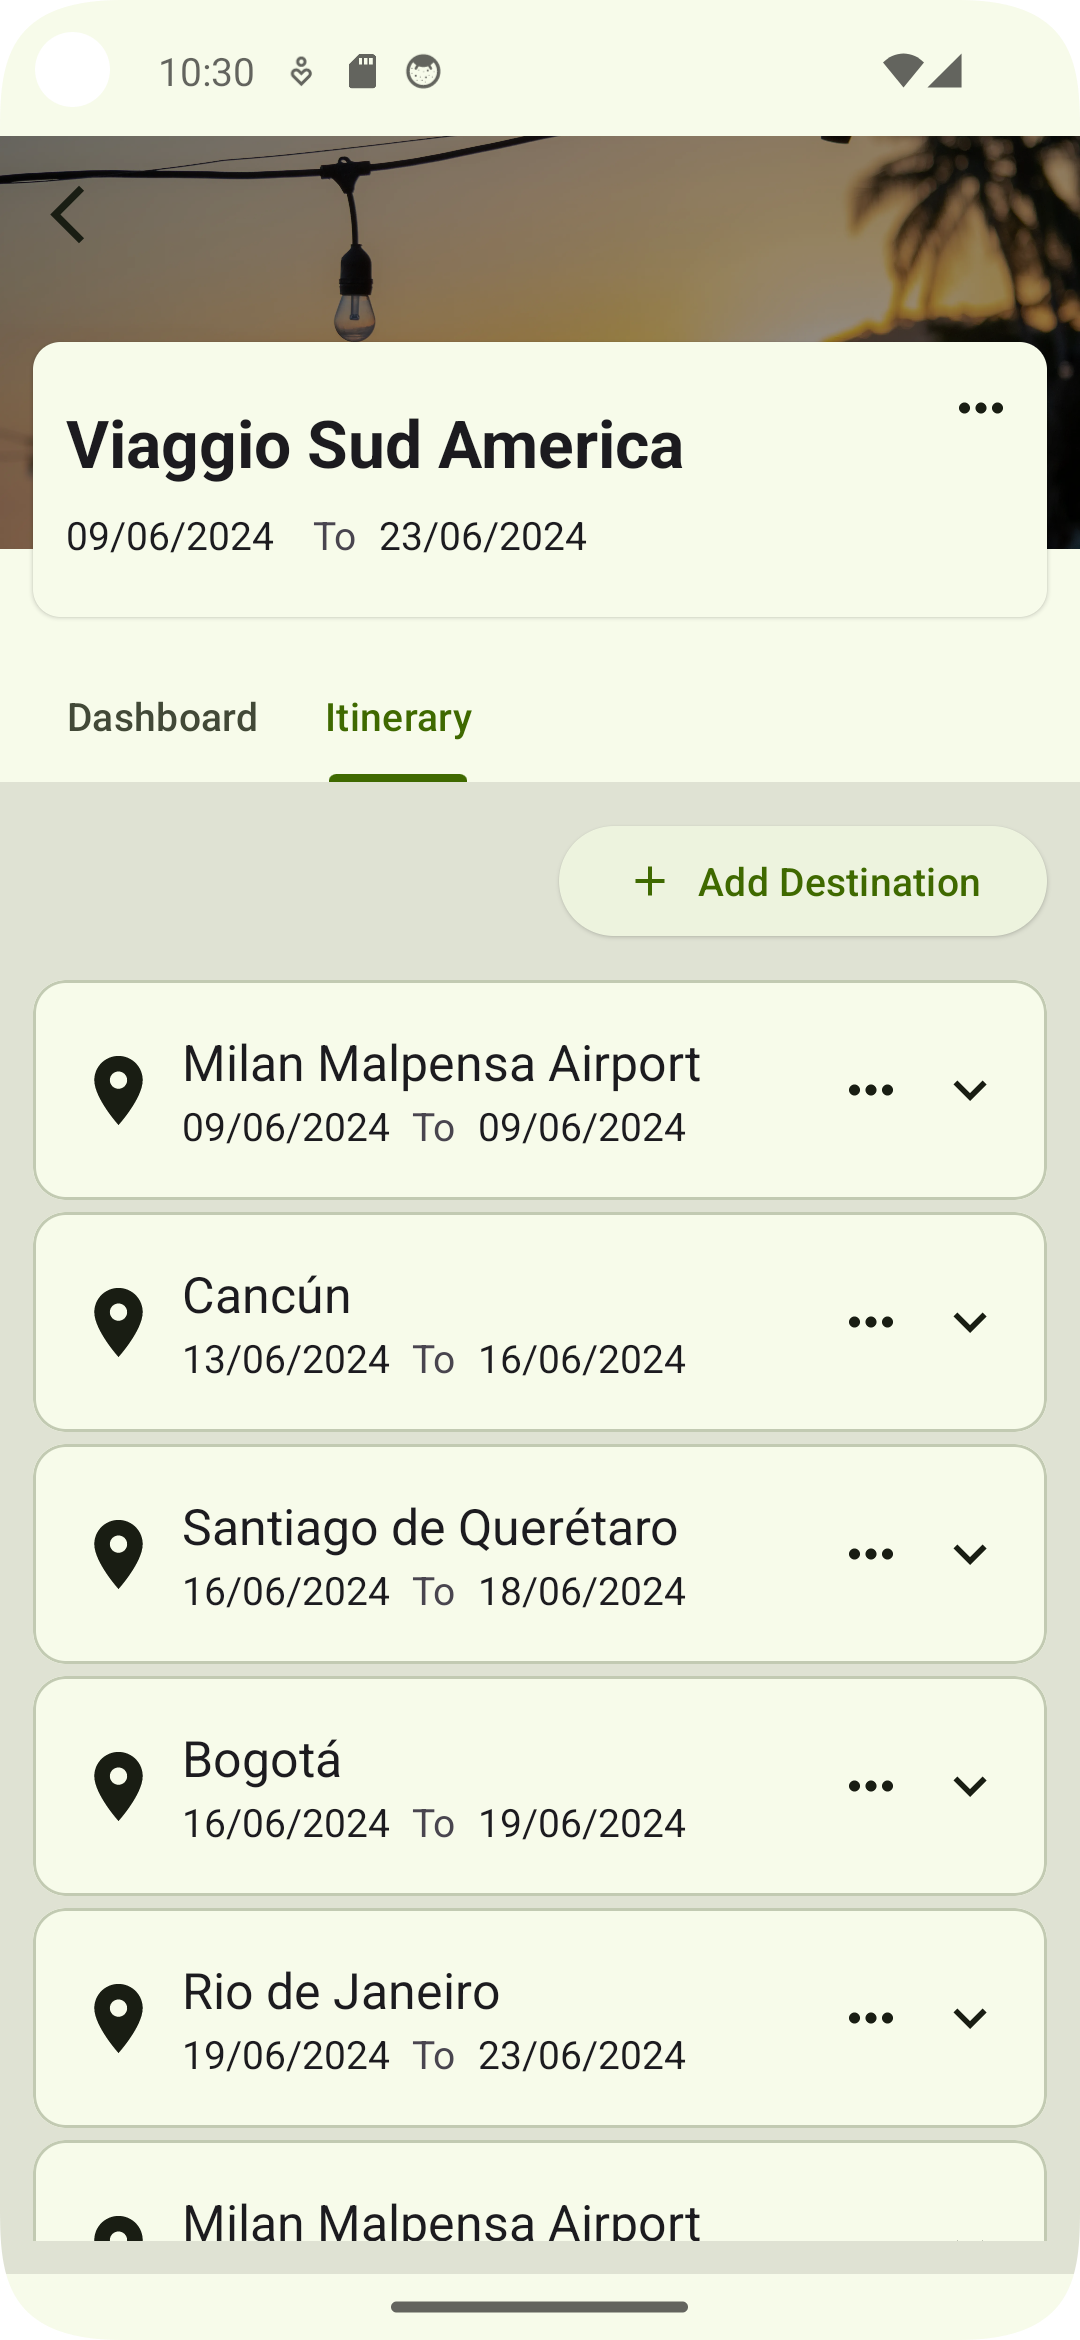 10:30
Viaggio Sud America
09/06/2024 To 23/06/2024
Dashboard Itinerary
+ Add Destination
Milan Malpensa Airport
09/06/2024 To 09/06/2024
Cancún
13/06/2024 To 16/06/2024
Santiago de Querétaro
16/06/2024 To 18/06/2024
Bogotá
16/06/2024 To 19/06/2024
Rio de Janeiro
19/06/2024 To 23/06/2024
Milan Malpensa Airport